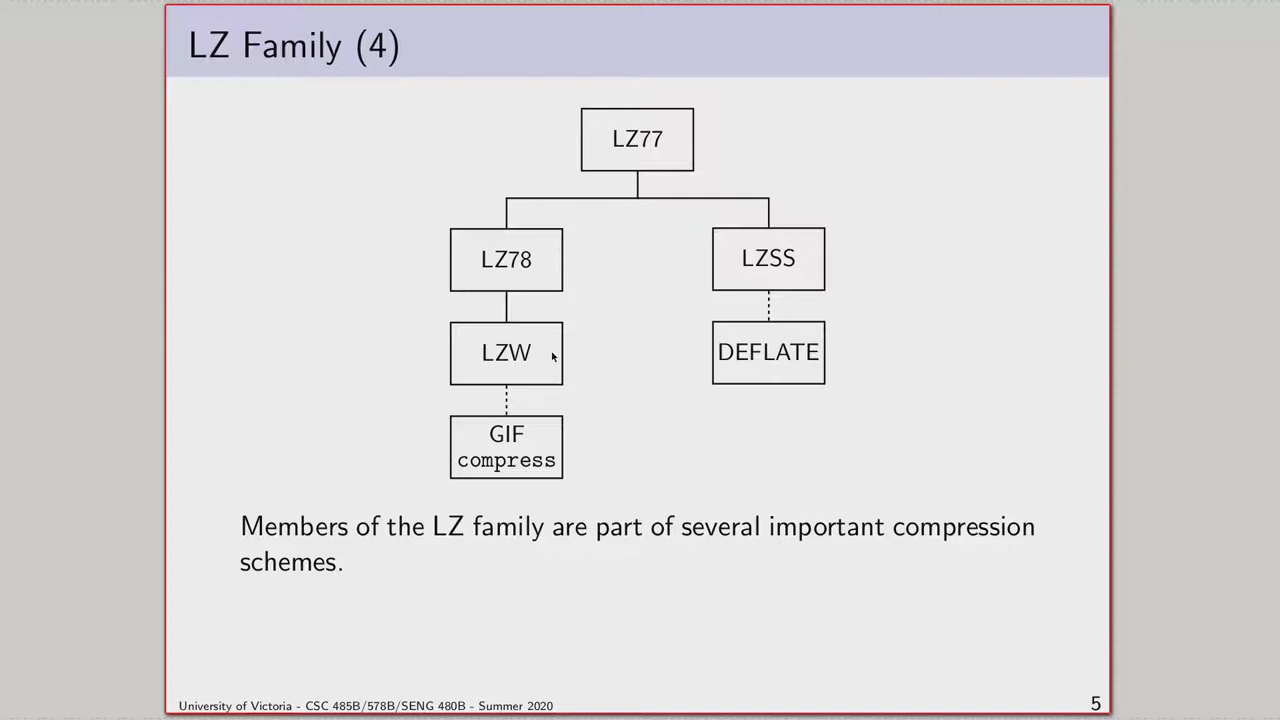 LZ Family (4)
LZ77
LZ78
LZSS
LZW
DEFLATE
GIF
compress
Members of the LZ family are part of several important compression
schemes.
University of Victoria - CSC 485B/578B/SENG 480B - Summer 2020
5